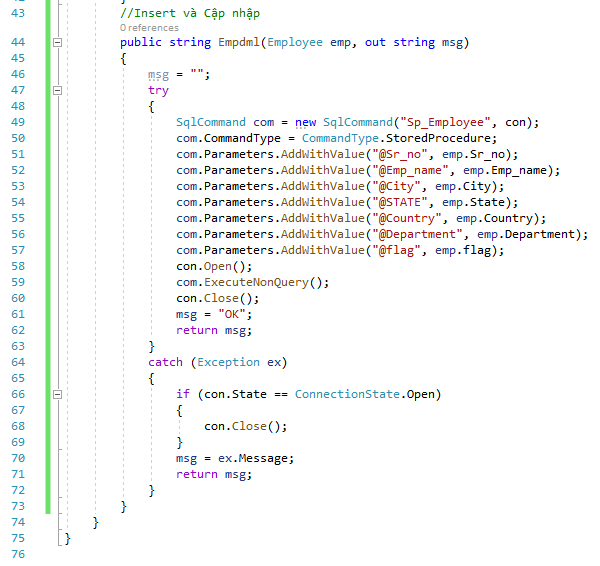 43 //Insert và Cập nhập
0 references
44 public string Empdml(Employee emp, out string msg)
45 {
46 msg = "";
47 try
48 {
49 SqlCommand com = new SqlCommand("Sp_Employee", con);
50 com.CommandType = CommandType.StoredProcedure;
51 com.Parameters.AddWithValue("@Sr_no", emp.Sr_no);
52 com.Parameters.AddWithValue("@Emp_name", emp.Emp_name);
53 com.Parameters.AddWithValue("@City", emp.City);
54 com.Parameters.AddWithValue("@STATE", emp.State);
55 com.Parameters.AddWithValue("@Country", emp.Country);
56 com.Parameters.AddWithValue("@Department", emp.Department);
57 com.Parameters.AddWithValue("@flag", emp.flag);
58 con.Open();
59 com.ExecuteNonQuery();
60 con.Close();
61 msg = "OK";
62 return msg;
63 }
64 catch (Exception ex)
65 {
66 if (con.State == ConnectionState.Open)
67 {
68 con.Close();
69 }
70 msg = ex.Message;
71 return msg;
72 }
73 }
74 }
75 }
76